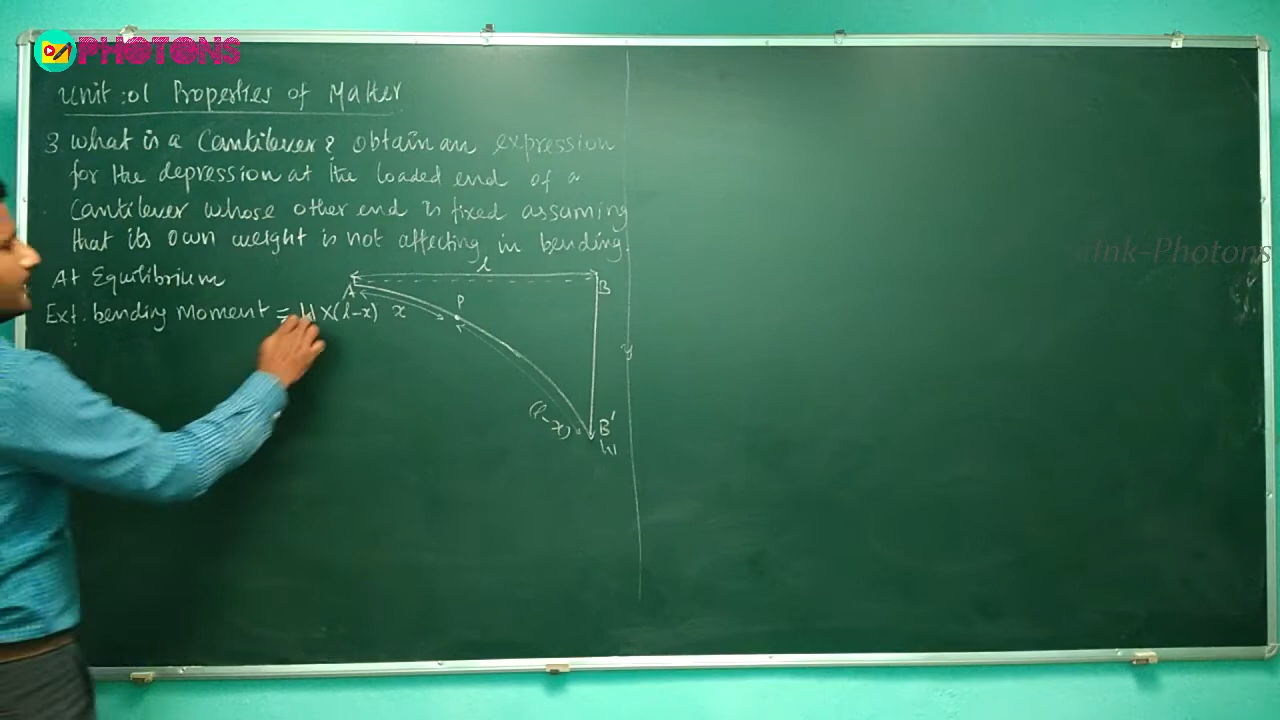 PHOTONS
Unit :01 Properties of Matter
3 What is a Cantilever? obtain an expression
for the depression at the loaded end of a
Cantilever whose other end is fixed assuming
that its own weight is not affecting in bending.
At Equilibrium
Ext. bending Moment = W x (l-x)
l
A
B
P
x
y
(l-x)
B'
W
Ink-Photons